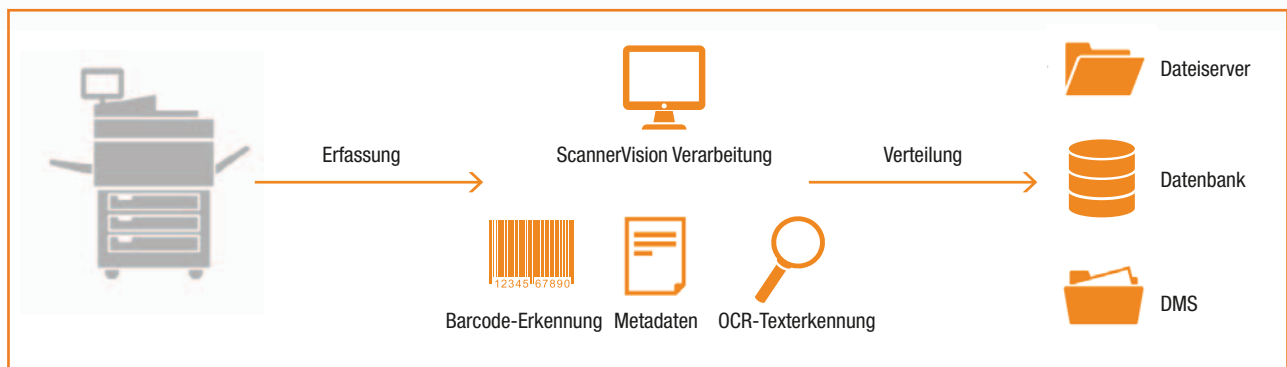 Erfassung
ScannerVision Verarbeitung
Verteilung
12345 67890
Barcode-Erkennung
Metadaten
OCR-Texterkennung
Dateiserver
Datenbank
DMS